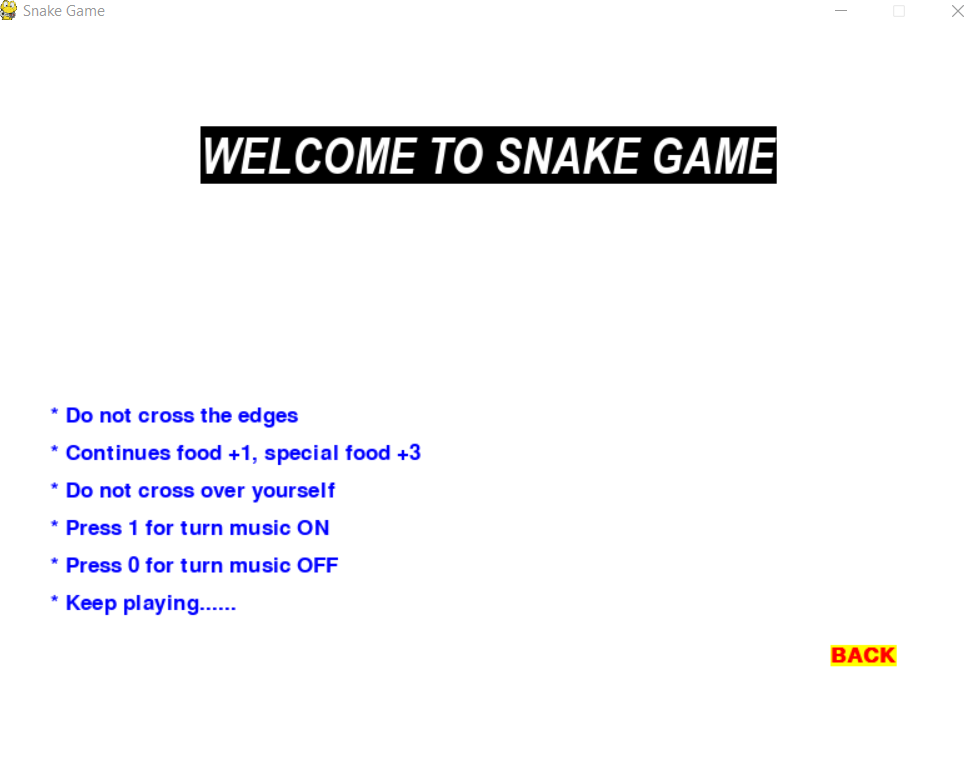 Snake Game
WELCOME TO SNAKE GAME
* Do not cross the edges
* Continues food +1, special food +3
* Do not cross over yourself
* Press 1 for turn music ON
* Press 0 for turn music OFF
* Keep playing......
BACK